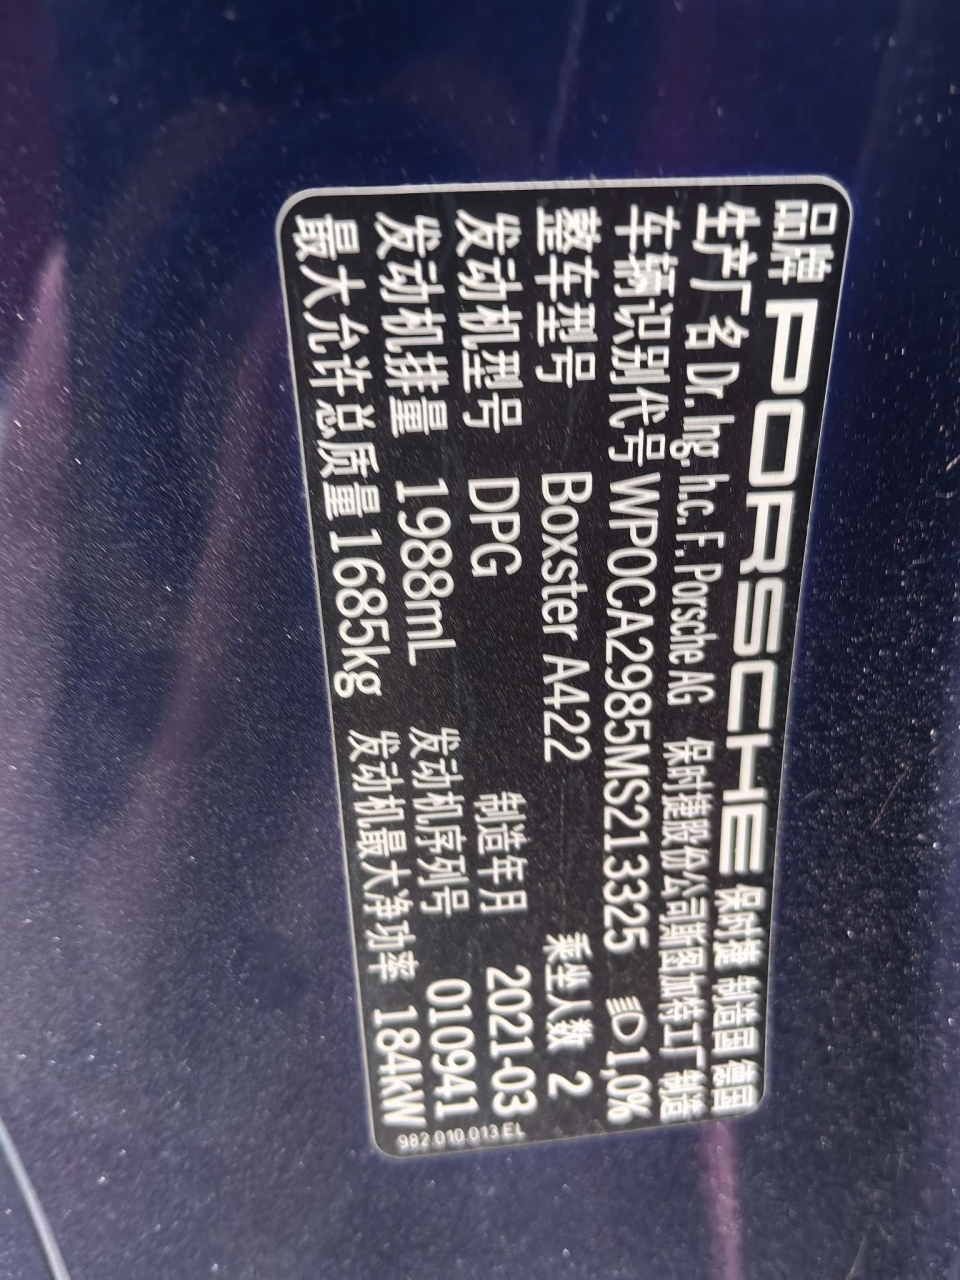 品牌 PORSCHE 保时捷 制造国 德国
生产厂名 Dr. Ing. h.c. F. Porsche AG 保时捷股份公司斯图加特工厂制造
车辆识别代号 WP0CA2985MS213325 1,0%
整车型号 Boxster A422 乘坐人数 2
发动机型号 DPG 制造年月 2021-03
发动机排量 1988mL 发动机序列号 010941
最大允许总质量 1685kg 发动机最大净功率 184KW
982.010.013.EL